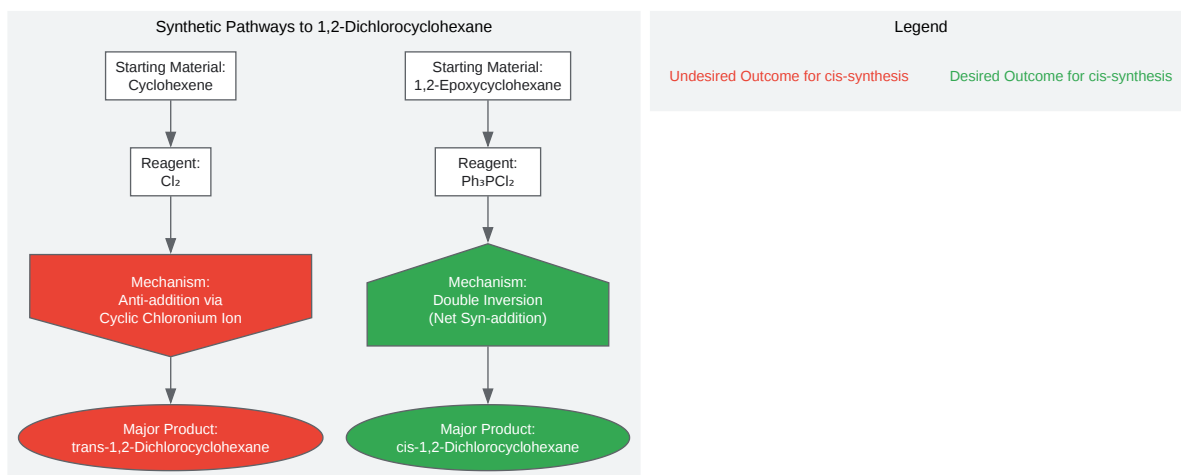 Synthetic Pathways to 1,2-Dichlorocyclohexane
Starting Material:
Cyclohexene
Reagent:
Cl₂
Mechanism:
Anti-addition via
Cyclic Chloronium Ion
Major Product:
trans-1,2-Dichlorocyclohexane
Starting Material:
1,2-Epoxycyclohexane
Reagent:
Ph₃PCl₂
Mechanism:
Double Inversion
(Net Syn-addition)
Major Product:
cis-1,2-Dichlorocyclohexane
Legend
Undesired Outcome for cis-synthesis
Desired Outcome for cis-synthesis